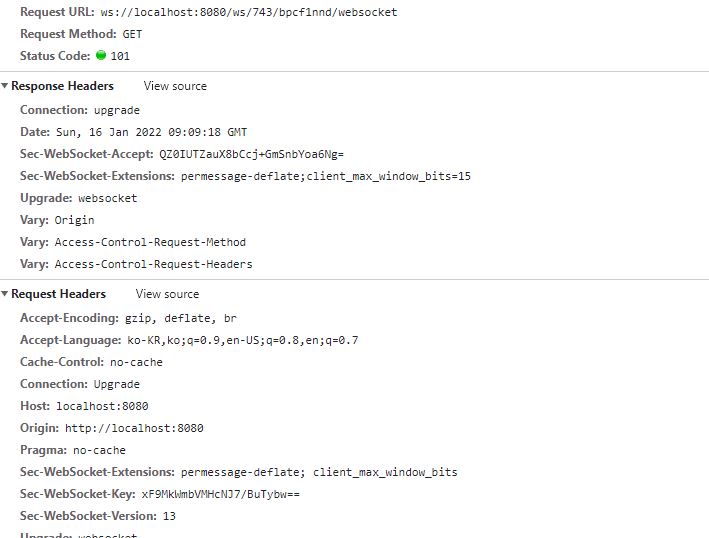 Request URL: ws://localhost:8080/ws/743/bpcf1nnd/websocket
Request Method: GET
Status Code: 101
Response Headers View source
Connection: upgrade
Date: Sun, 16 Jan 2022 09:09:18 GMT
Sec-WebSocket-Accept: QZ0IUTZauX8bCcj+GmSnbYoa6Ng=
Sec-WebSocket-Extensions: permessage-deflate;client_max_window_bits=15
Upgrade: websocket
Vary: Origin
Vary: Access-Control-Request-Method
Vary: Access-Control-Request-Headers
Request Headers View source
Accept-Encoding: gzip, deflate, br
Accept-Language: ko-KR,ko;q=0.9,en-US;q=0.8,en;q=0.7
Cache-Control: no-cache
Connection: Upgrade
Host: localhost:8080
Origin: http://localhost:8080
Pragma: no-cache
Sec-WebSocket-Extensions: permessage-deflate; client_max_window_bits
Sec-WebSocket-Key: xF9MkWmbVMHcNJ7/BuTybw==
Sec-WebSocket-Version: 13
Upgrade: websocket